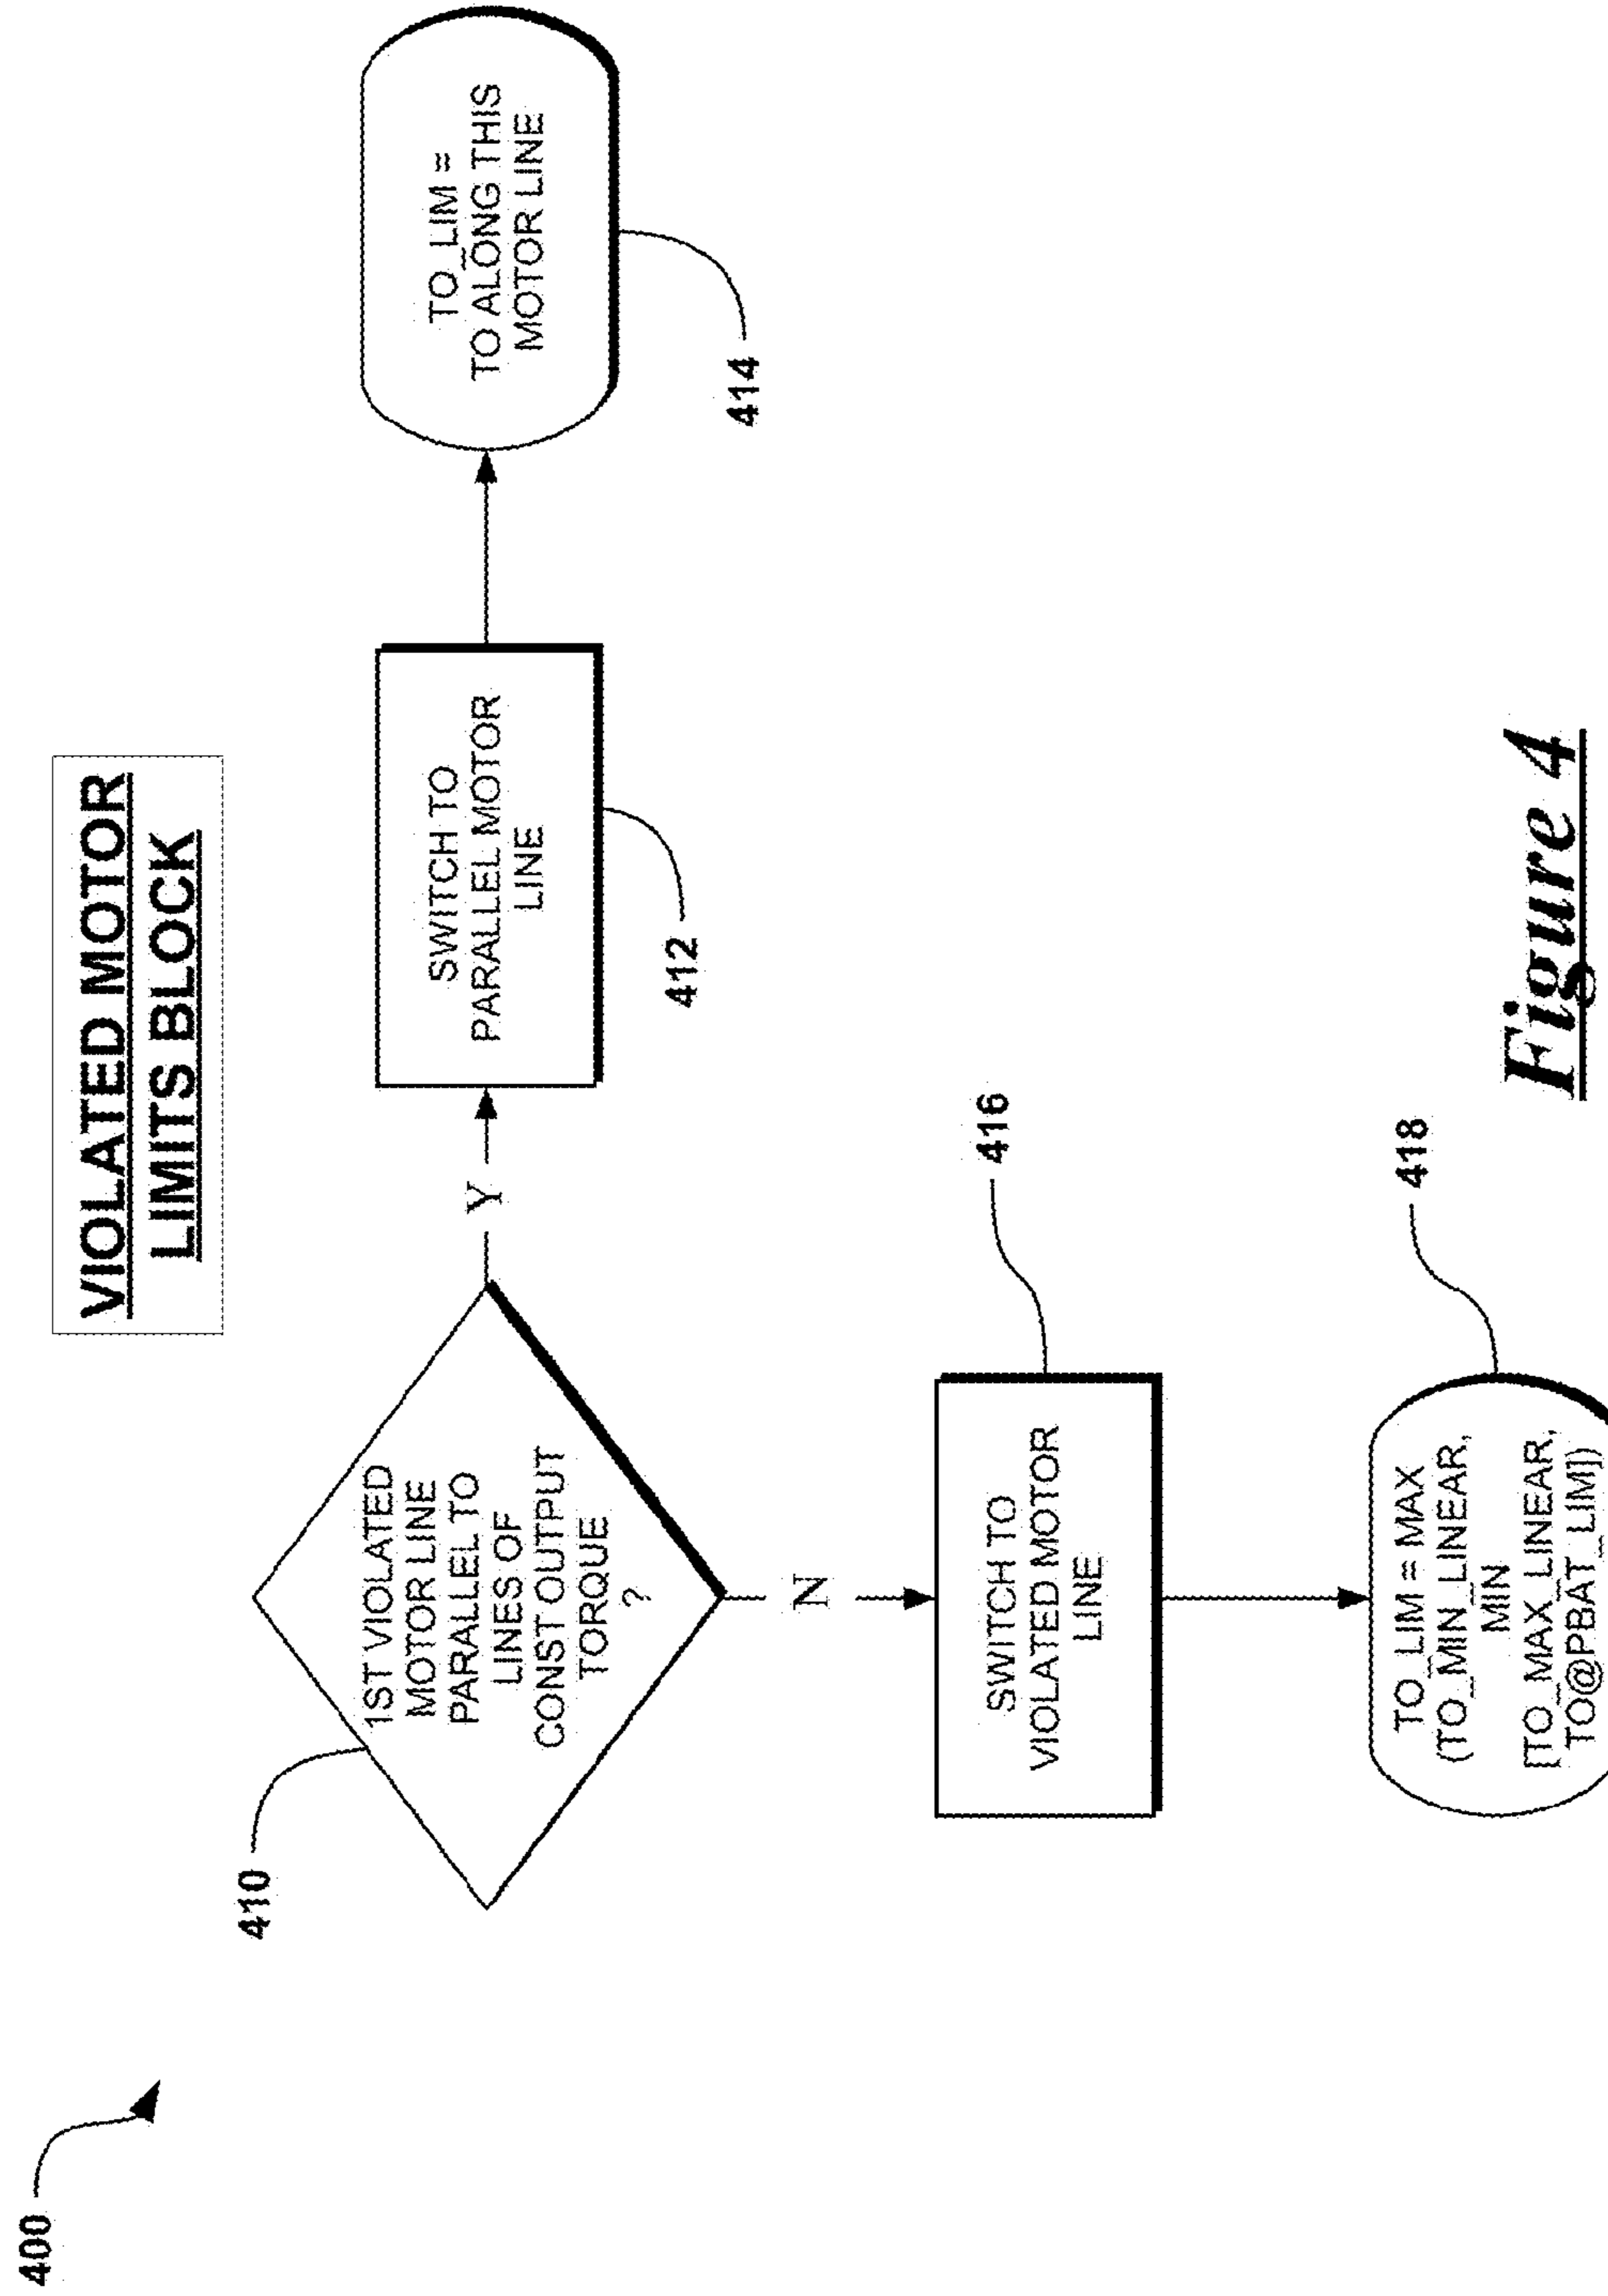 400
VIOLATED MOTOR
LIMITS BLOCK
410
1ST VIOLATED
MOTOR LINE
PARALLEL TO
LINES OF
CONST OUTPUT
TORQUE
?
Y
SWITCH TO
PARALLEL MOTOR
LINE
412
TO_LIM =
TO ALONG THIS
MOTOR LINE
414
N
SWITCH TO
VIOLATED MOTOR
LINE
416
TO_LIM = MAX
(TO_MIN_LINEAR,
MIN
[TO_MAX_LINEAR,
TO@PBAT_LIM])
418
Figure 4